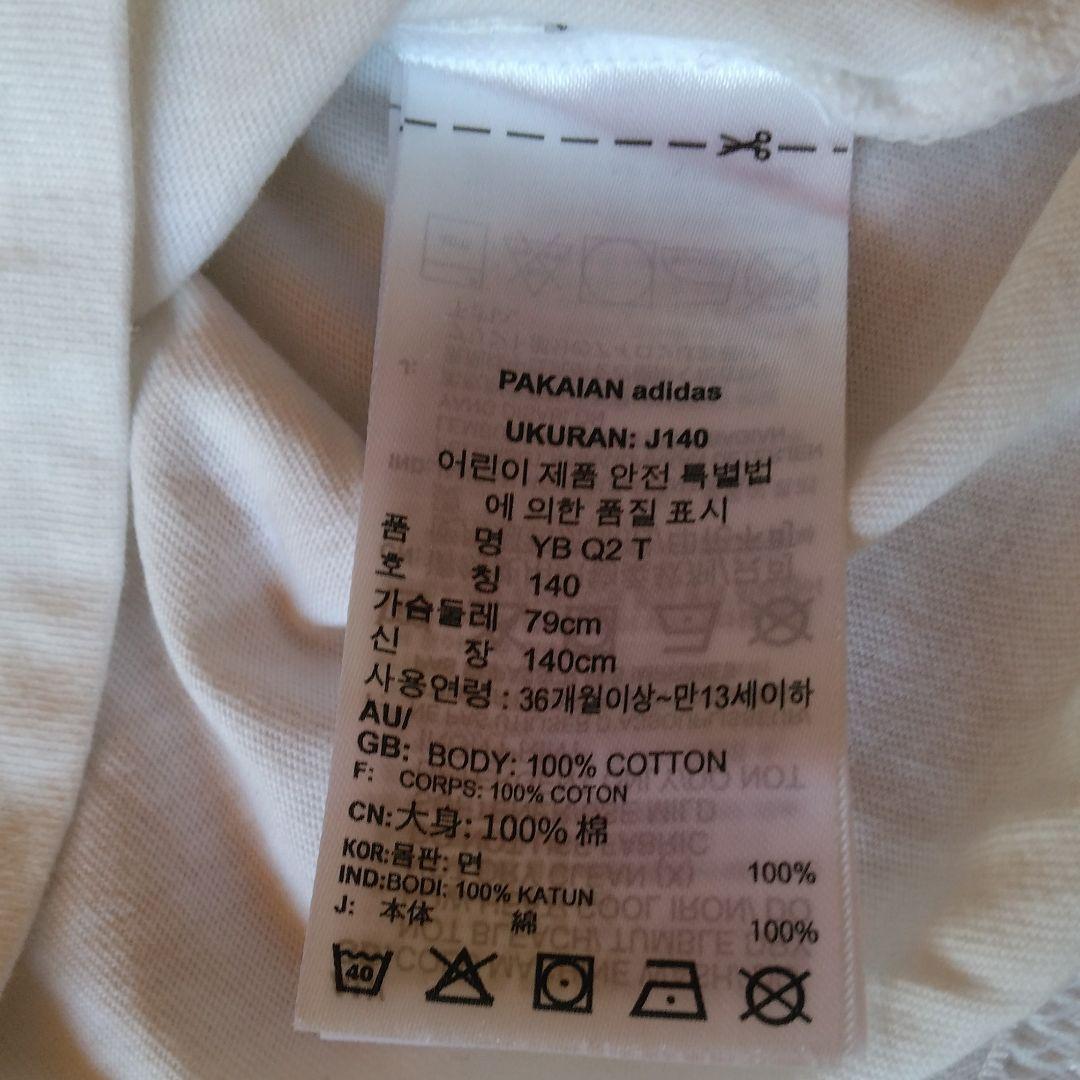 PAKAIAN adidas
UKURAN: J140
어린이 제품 안전 특별법
에 의한 품질 표시
품 명 YB Q2 T
호 칭 140
가슴둘레 79cm
신 장 140cm
사용연령 : 36개월이상~만13세이하
AU/
GB: BODY: 100% COTTON
F: CORPS: 100% COTON
CN:大身: 100% 棉
KOR:몸판: 면 100%
IND:BODI: 100% KATUN
J: 本体 綿 100%
40